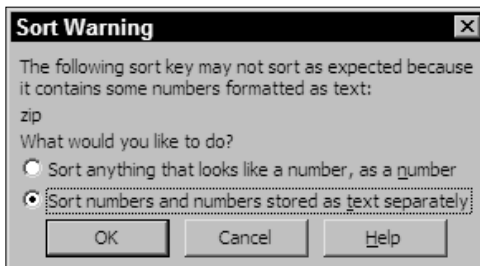 Sort Warning
The following sort key may not sort as expected because
it contains some numbers formatted as text:
zip
What would you like to do?
Sort anything that looks like a number, as a number
Sort numbers and numbers stored as text separately
OK Cancel Help